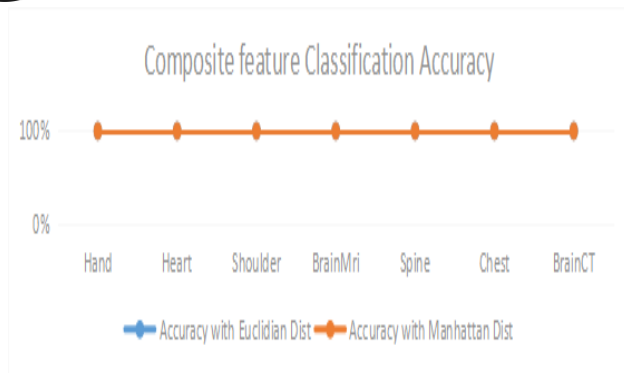 Composite feature Classification Accuracy
100%
0%
Hand Heart Shoulder BrainMri Spine Chest BrainCT
Accuracy with Euclidian Dist Accuracy with Manhattan Dist